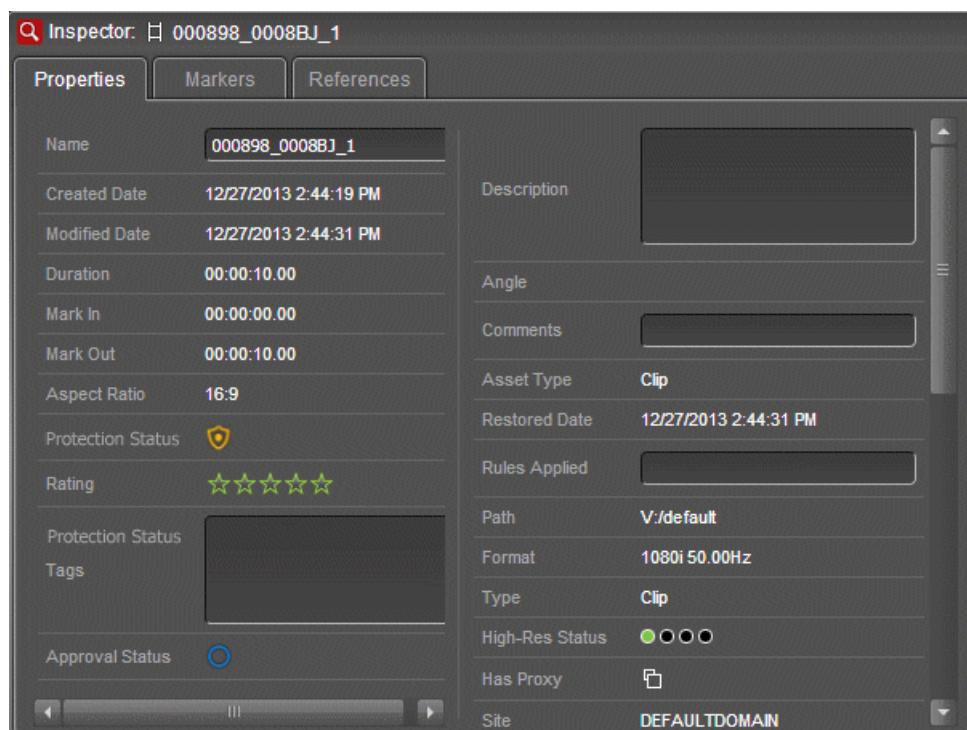 Inspector: 000898_0008BJ_1
Properties
Markers
References
Name
000898_0008BJ_1
Created Date
12/27/2013 2:44:19 PM
Modified Date
12/27/2013 2:44:31 PM
Duration
00:00:10.00
Mark In
00:00:00.00
Mark Out
00:00:10.00
Aspect Ratio
16:9
Protection Status
Rating
Protection Status
Tags
Approval Status
Description
Angle
Comments
Asset Type
Clip
Restored Date
12/27/2013 2:44:31 PM
Rules Applied
Path
V:/default
Format
1080i 50.00Hz
Type
Clip
High-Res Status
Has Proxy
Site
DEFAULTDOMAIN